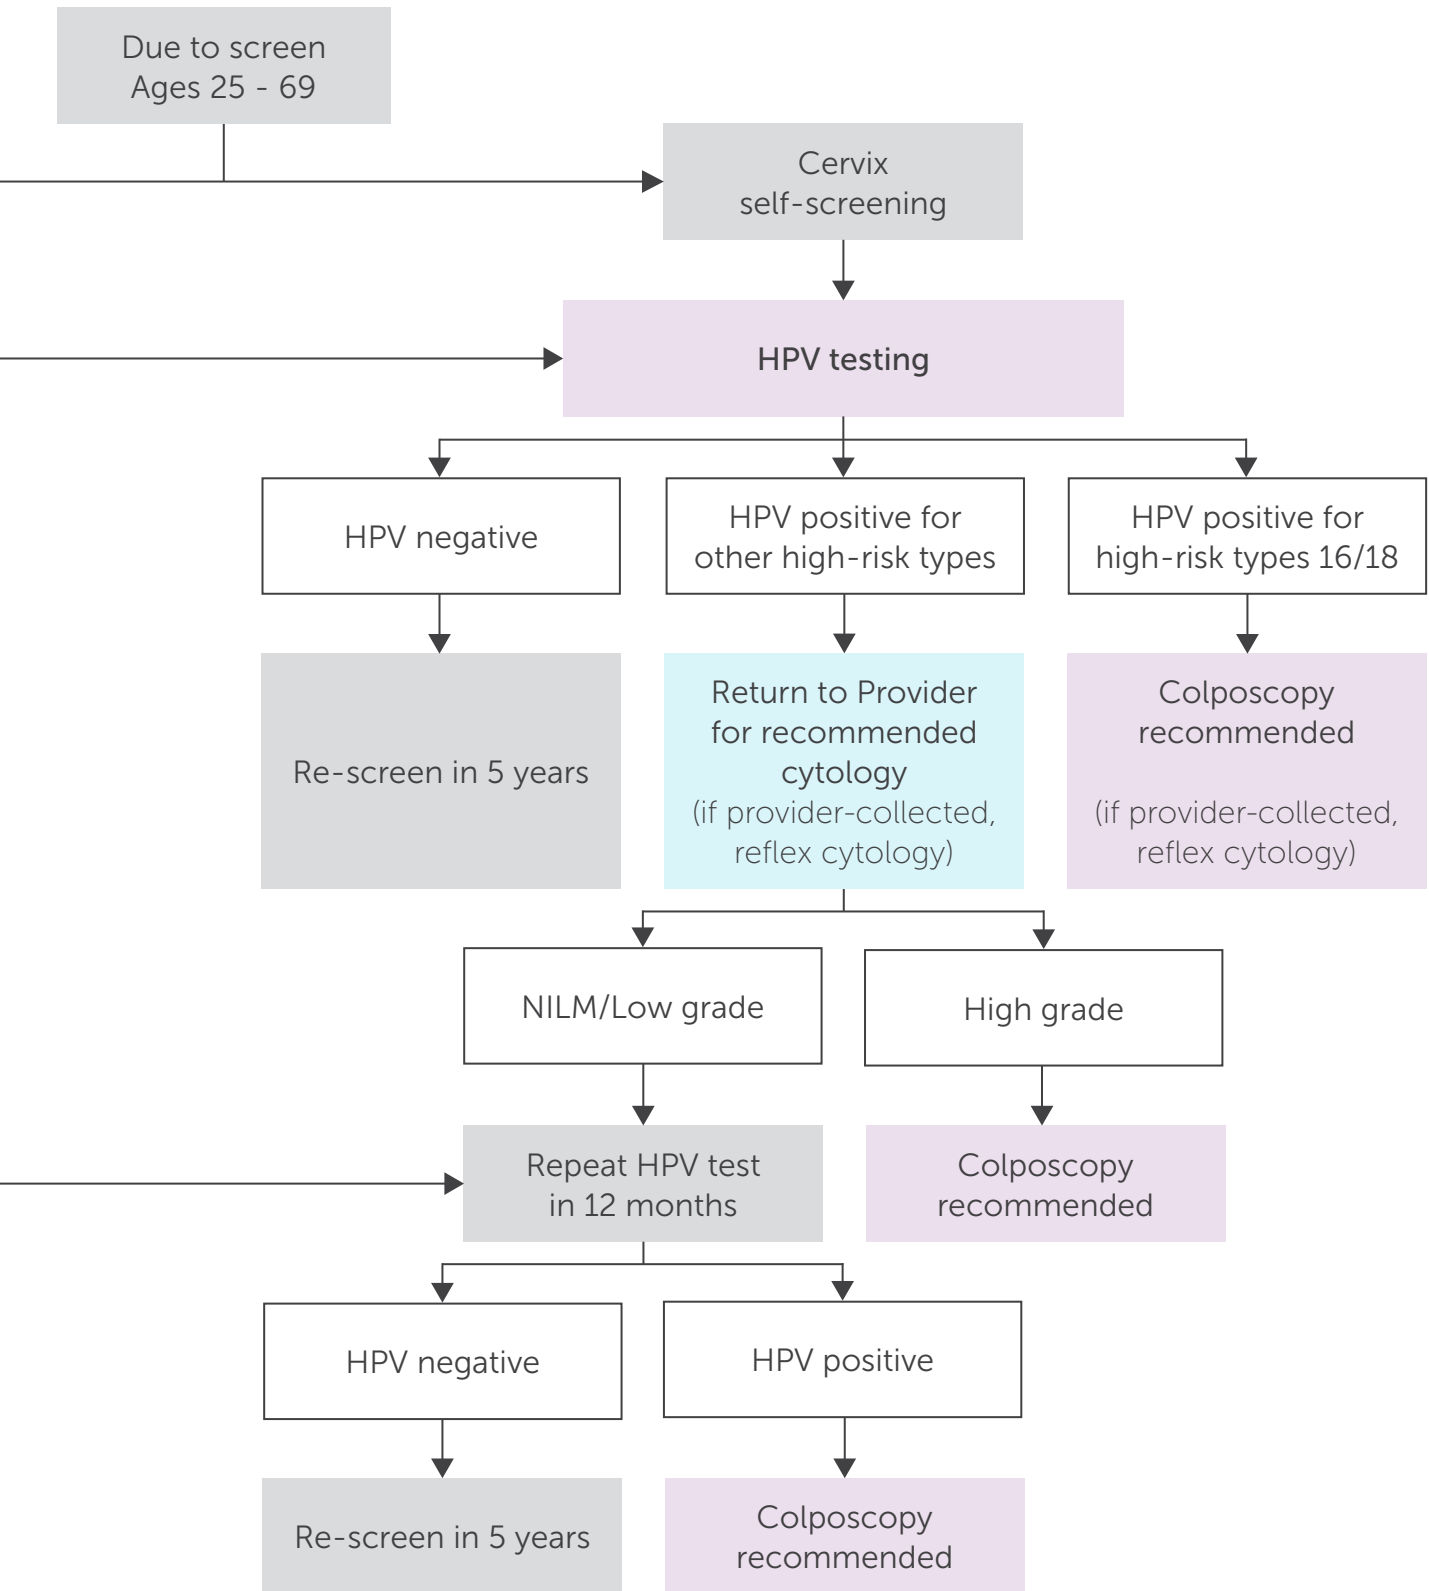 Due to screen
Ages 25 - 69
Cervix
self-screening
HPV testing
HPV negative
HPV positive for
other high-risk types
HPV positive for
high-risk types 16/18
Re-screen in 5 years
Return to Provider
for recommended
cytology
(if provider-collected,
reflex cytology)
Colposcopy
recommended
(if provider-collected,
reflex cytology)
NILM/Low grade
High grade
Repeat HPV test
in 12 months
Colposcopy
recommended
HPV negative
HPV positive
Re-screen in 5 years
Colposcopy
recommended